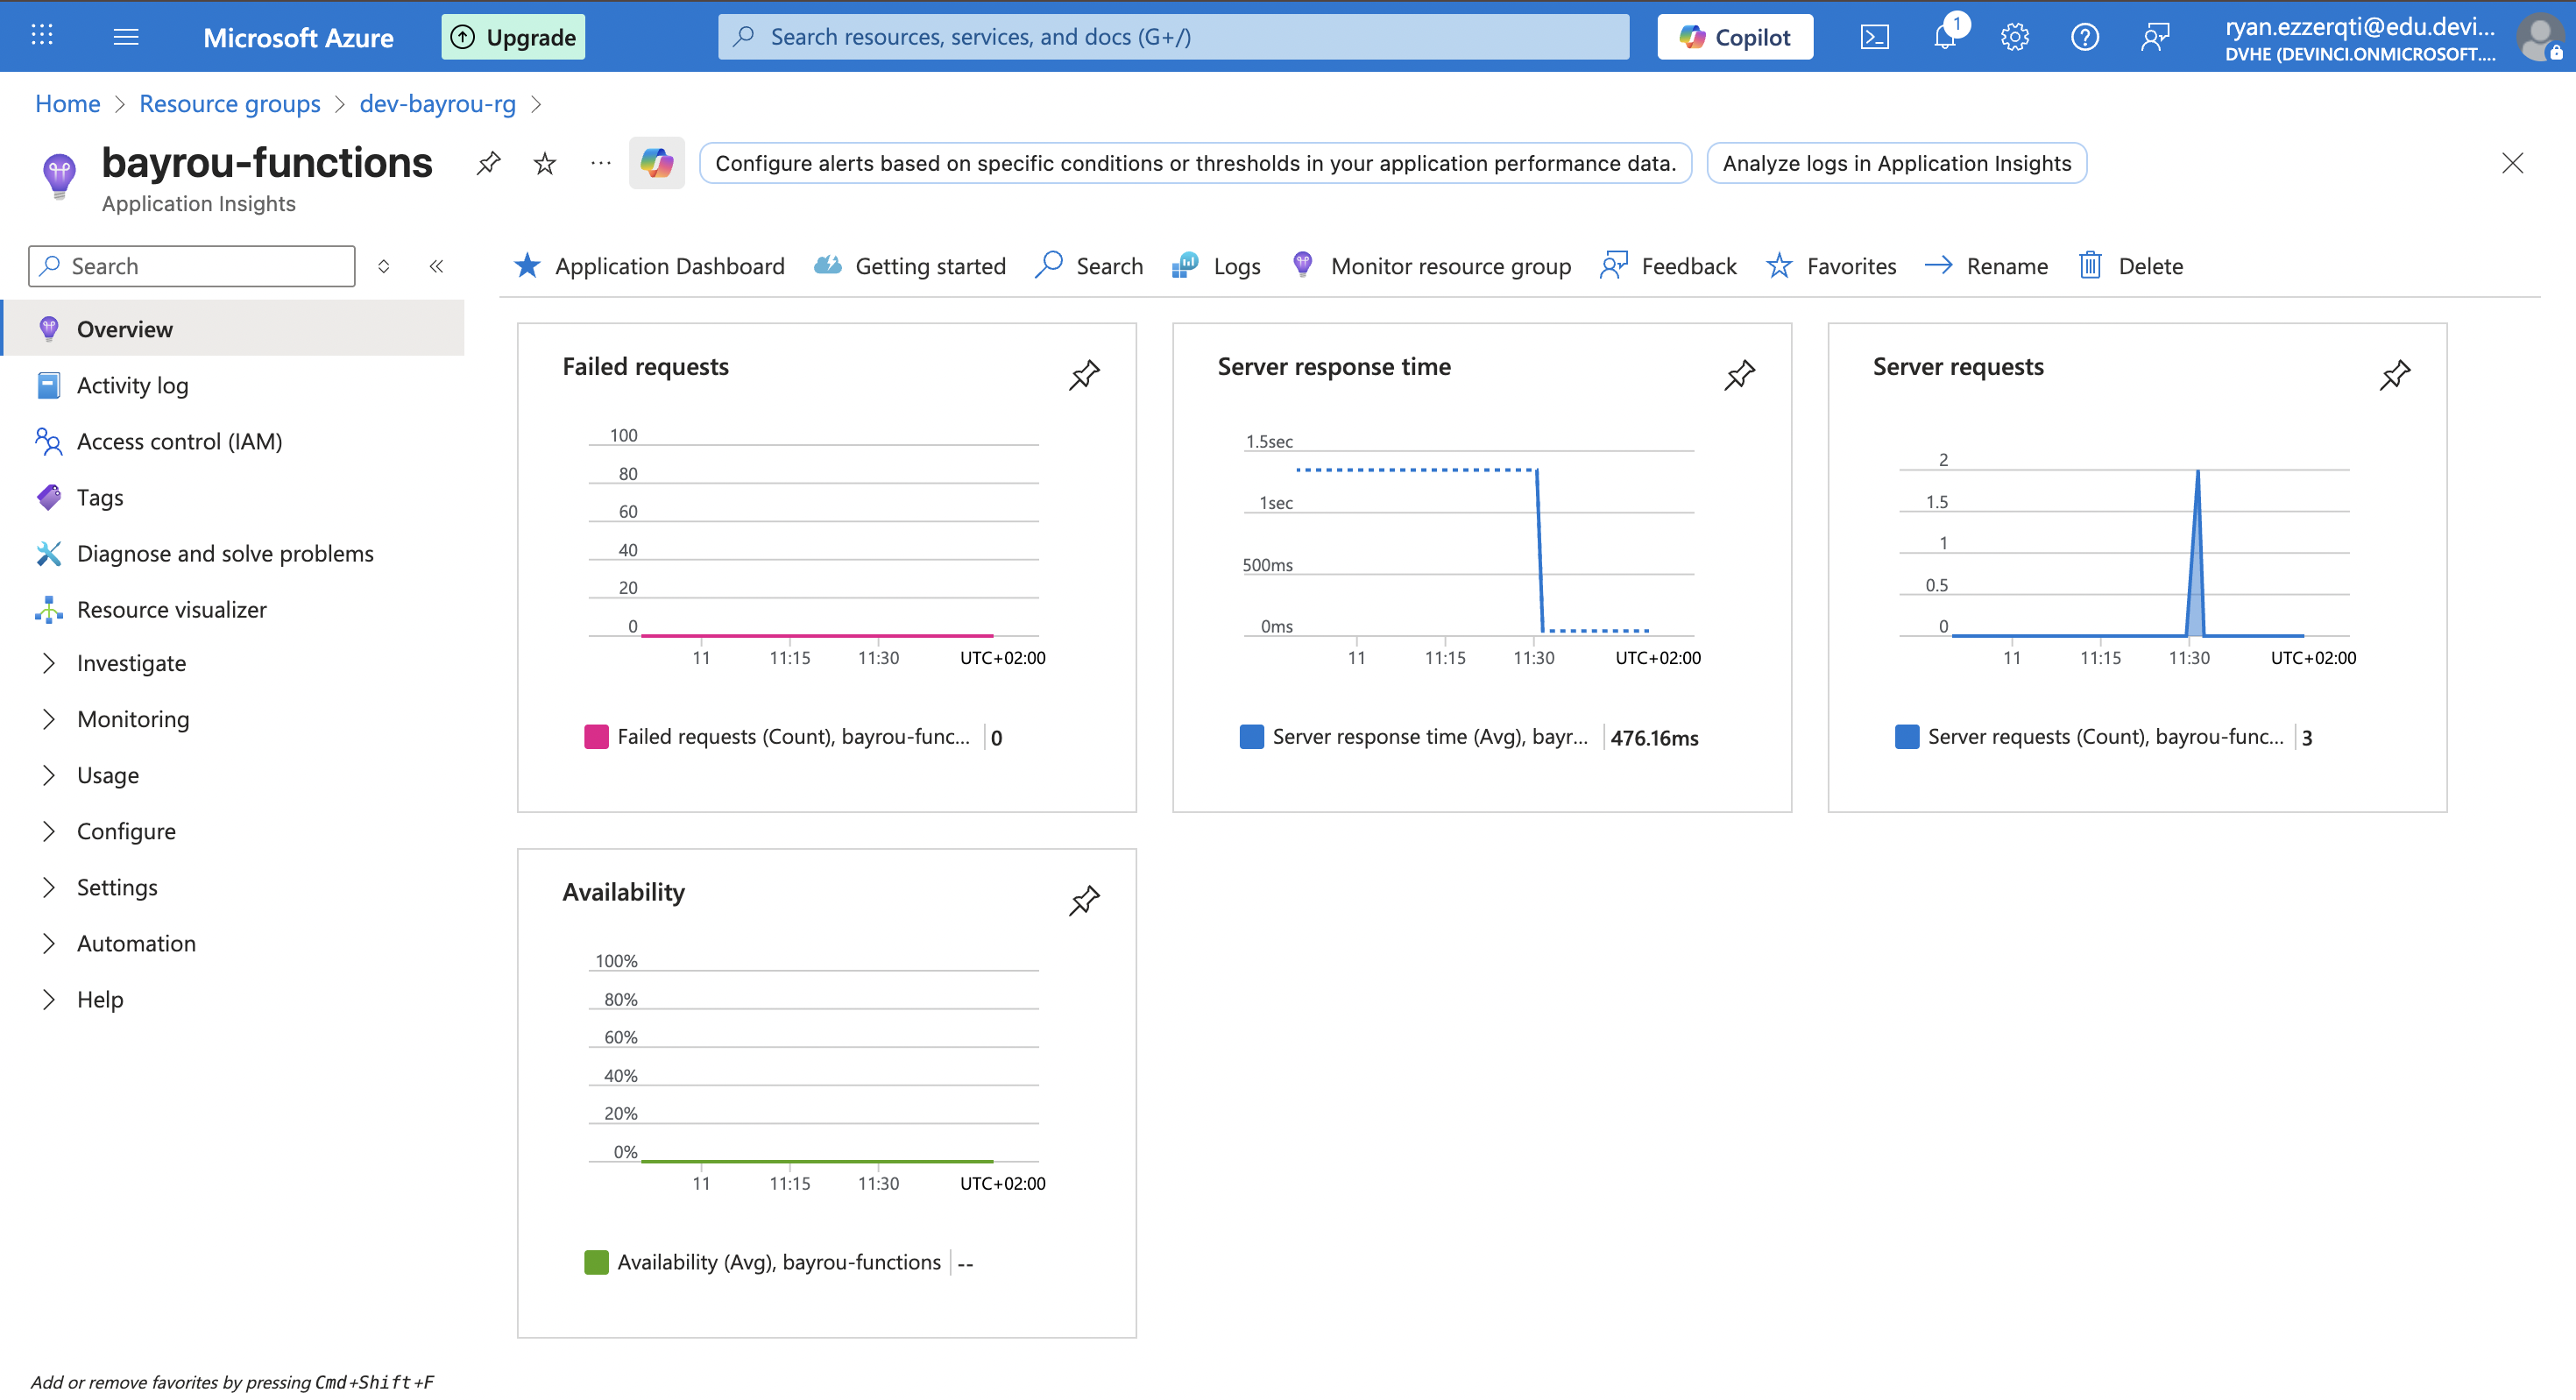 Microsoft Azure
Upgrade
Search resources, services, and docs (G+/)
Copilot
1
ryan.ezzerqti@edu.devi...
DVHE (DEVINCI.ONMICROSOFT....
Home > Resource groups > dev-bayrou-rg >
bayrou-functions
Application Insights
...
Configure alerts based on specific conditions or thresholds in your application performance data.
Analyze logs in Application Insights
Search
Application Dashboard
Getting started
Search
Logs
Monitor resource group
Feedback
Favorites
Rename
Delete
Overview
Activity log
Access control (IAM)
Tags
Diagnose and solve problems
Resource visualizer
Investigate
Monitoring
Usage
Configure
Settings
Automation
Help
Failed requests
100
80
60
40
20
0
11 11:15 11:30 UTC+02:00
Failed requests (Count), bayrou-func... 0
Server response time
1.5sec
1sec
500ms
0ms
11 11:15 11:30 UTC+02:00
Server response time (Avg), bayr... 476.16ms
Server requests
2
1.5
1
0.5
0
11 11:15 11:30 UTC+02:00
Server requests (Count), bayrou-func... 3
Availability
100%
80%
60%
40%
20%
0%
11 11:15 11:30 UTC+02:00
Availability (Avg), bayrou-functions --
Add or remove favorites by pressing Cmd+Shift+F